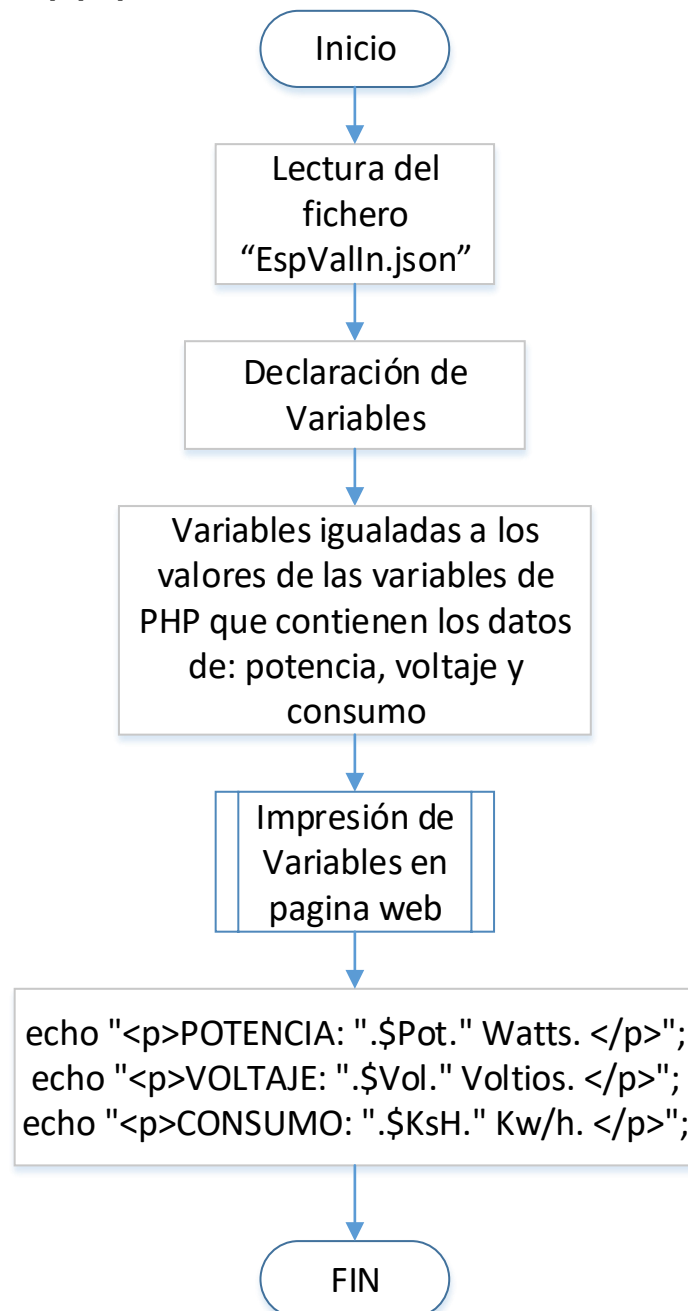 Inicio
Lectura del
fichero
“EspValIn.json”
Declaración de
Variables
Variables igualadas a los
valores de las variables de
PHP que contienen los datos
de: potencia, voltaje y
consumo
Impresión de
Variables en
pagina web
echo "<p>POTENCIA: ".$Pot." Watts. </p>";
echo "<p>VOLTAJE: ".$Vol." Voltios. </p>";
echo "<p>CONSUMO: ".$KsH." Kw/h. </p>";
FIN